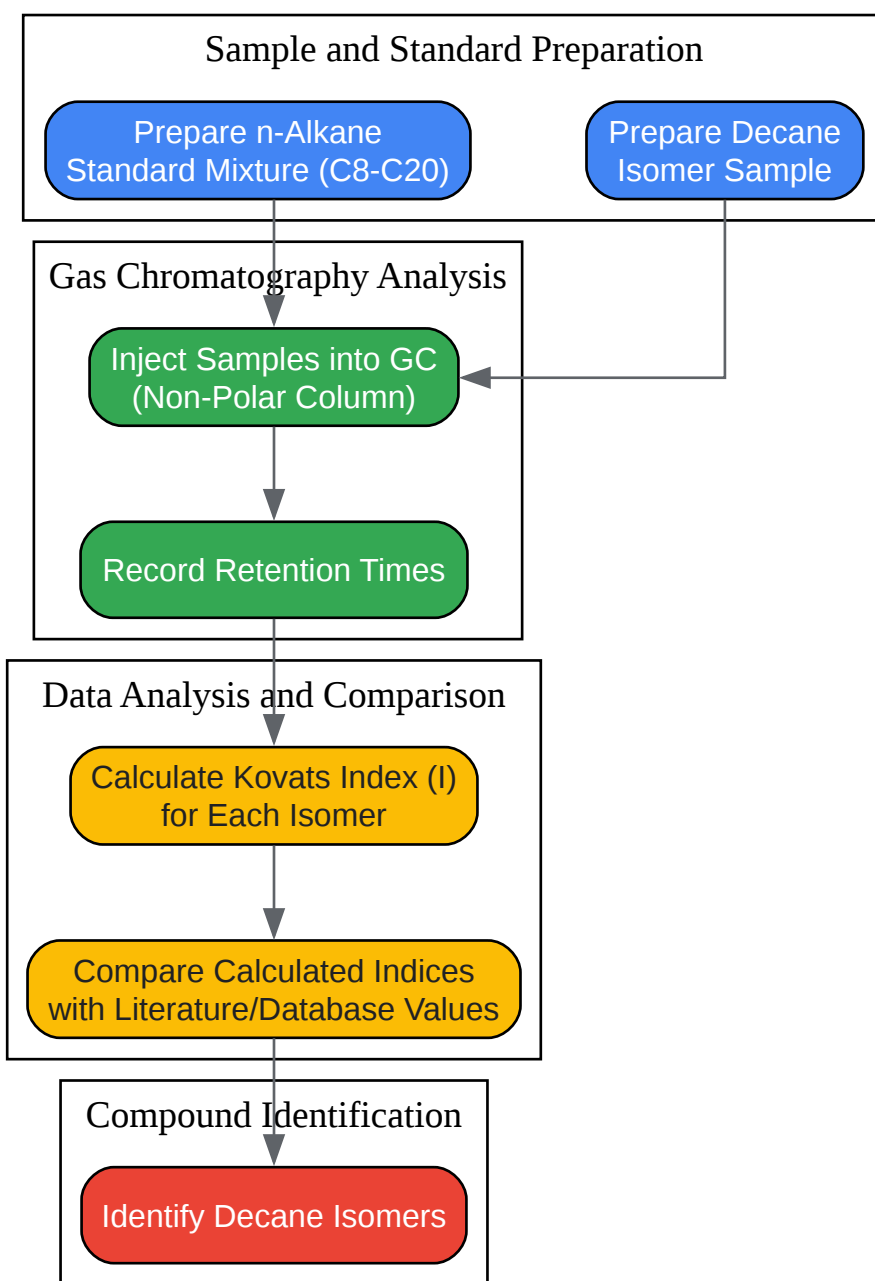 Sample and Standard Preparation
Prepare n-Alkane
Standard Mixture (C8-C20)
Prepare Decane
Isomer Sample
Gas Chromatography Analysis
Inject Samples into GC
(Non-Polar Column)
Record Retention Times
Data Analysis and Comparison
Calculate Kovats Index (I)
for Each Isomer
Compare Calculated Indices
with Literature/Database Values
Compound Identification
Identify Decane Isomers